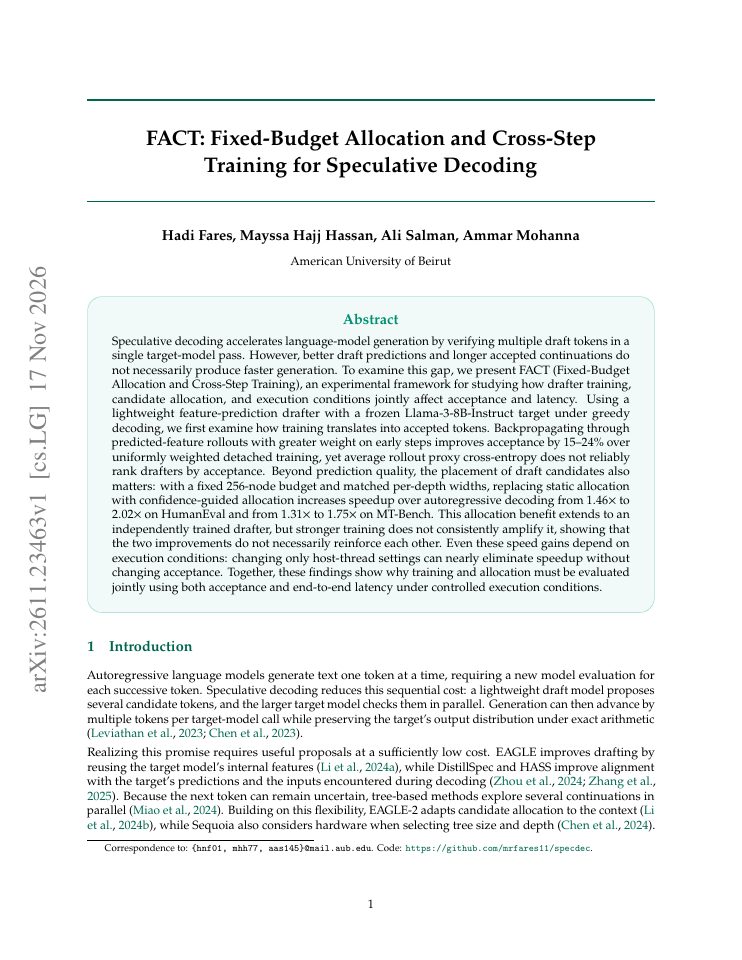 FACT: Fixed-Budget Allocation and Cross-Step
Training for Speculative Decoding
Hadi Fares, Mayssa Hajj Hassan, Ali Salman, Ammar Mohanna
American University of Beirut
arXiv:2611.23463v1 [cs.LG] 17 Nov 2026
Abstract
Speculative decoding accelerates language-model generation by verifying multiple draft tokens in a
single target-model pass. However, better draft predictions and longer accepted continuations do
not necessarily produce faster generation. To examine this gap, we present FACT (Fixed-Budget
Allocation and Cross-Step Training), an experimental framework for studying how drafter training,
candidate allocation, and execution conditions jointly affect acceptance and latency. Using a
lightweight feature-prediction drafter with a frozen Llama-3-8B-Instruct target under greedy
decoding, we first examine how training translates into accepted tokens. Backpropagating through
predicted-feature rollouts with greater weight on early steps improves acceptance by 15–24% over
uniformly weighted detached training, yet average rollout proxy cross-entropy does not reliably
rank drafters by acceptance. Beyond prediction quality, the placement of draft candidates also
matters: with a fixed 256-node budget and matched per-depth widths, replacing static allocation
with confidence-guided allocation increases speedup over autoregressive decoding from 1.46× to
2.02× on HumanEval and from 1.31× to 1.75× on MT-Bench. This allocation benefit extends to an
independently trained drafter, but stronger training does not consistently amplify it, showing that
the two improvements do not necessarily reinforce each other. Even these speed gains depend on
execution conditions: changing only host-thread settings can nearly eliminate speedup without
changing acceptance. Together, these findings show why training and allocation must be evaluated
jointly using both acceptance and end-to-end latency under controlled execution conditions.
1 Introduction
Autoregressive language models generate text one token at a time, requiring a new model evaluation for
each successive token. Speculative decoding reduces this sequential cost: a lightweight draft model proposes
several candidate tokens, and the larger target model checks them in parallel. Generation can then advance by
multiple tokens per target-model call while preserving the target's output distribution under exact arithmetic
(Leviathan et al., 2023; Chen et al., 2023).
Realizing this promise requires useful proposals at a sufficiently low cost. EAGLE improves drafting by
reusing the target model's internal features (Li et al., 2024a), while DistillSpec and HASS improve alignment
with the target's predictions and the inputs encountered during decoding (Zhou et al., 2024; Zhang et al.,
2025). Because the next token can remain uncertain, tree-based methods explore several continuations in
parallel (Miao et al., 2024). Building on this flexibility, EAGLE-2 adapts candidate allocation to the context (Li
et al., 2024b), while Sequoia also considers hardware when selecting tree size and depth (Chen et al., 2024).
Correspondence to: {hnf01, mhh77, aas145}@mail.aub.edu. Code: https://github.com/mrfares11/specdec.
1